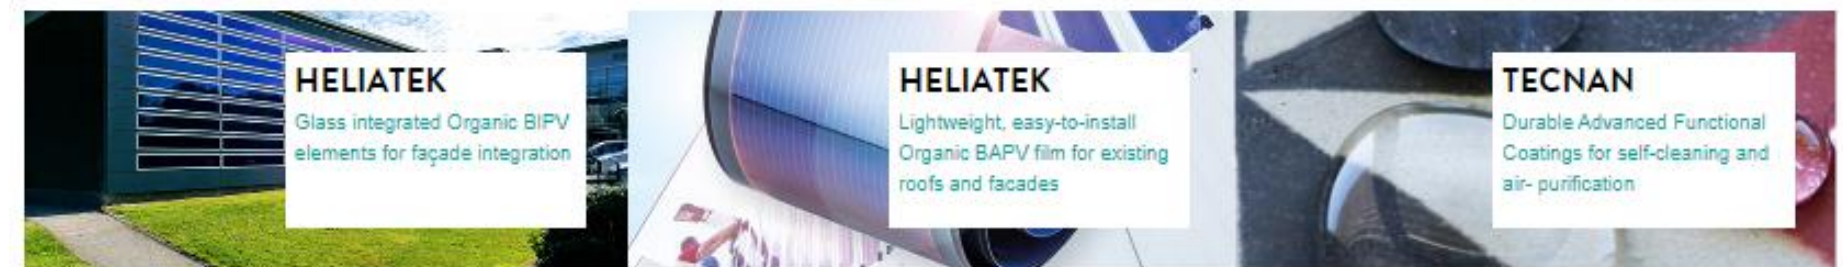 HELIATEK
Glass integrated Organic BIPV
elements for façade integration
HELIATEK
Lightweight, easy-to-install
Organic BAPV film for existing
roofs and facades
TECNAN
Durable Advanced Functional
Coatings for self-cleaning and
air- purification